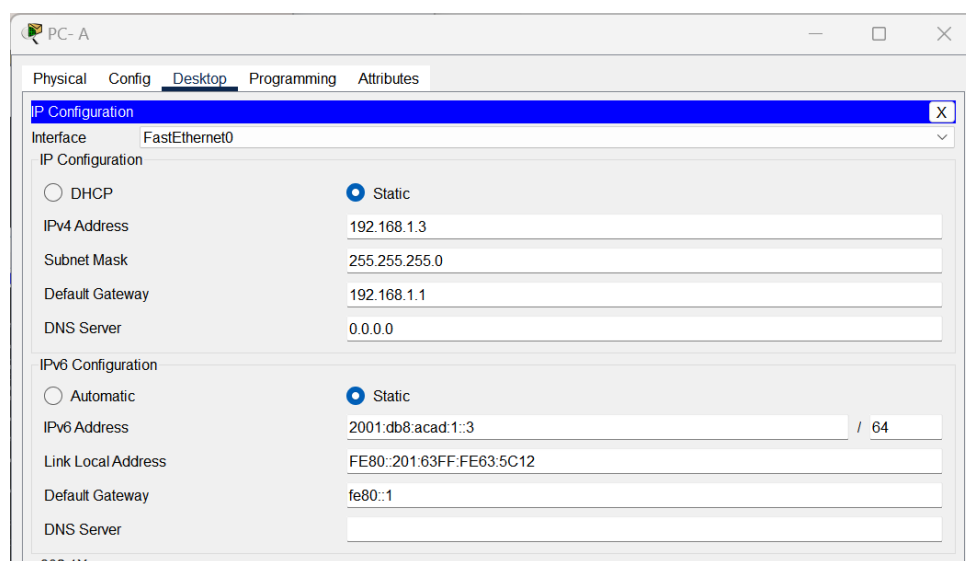 PC- A
Physical Config Desktop Programming Attributes
IP Configuration X
Interface FastEthernet0
IP Configuration
DHCP Static
IPv4 Address 192.168.1.3
Subnet Mask 255.255.255.0
Default Gateway 192.168.1.1
DNS Server 0.0.0.0
IPv6 Configuration
Automatic Static
IPv6 Address 2001:db8:acad:1::3 / 64
Link Local Address FE80::201:63FF:FE63:5C12
Default Gateway fe80::1
DNS Server